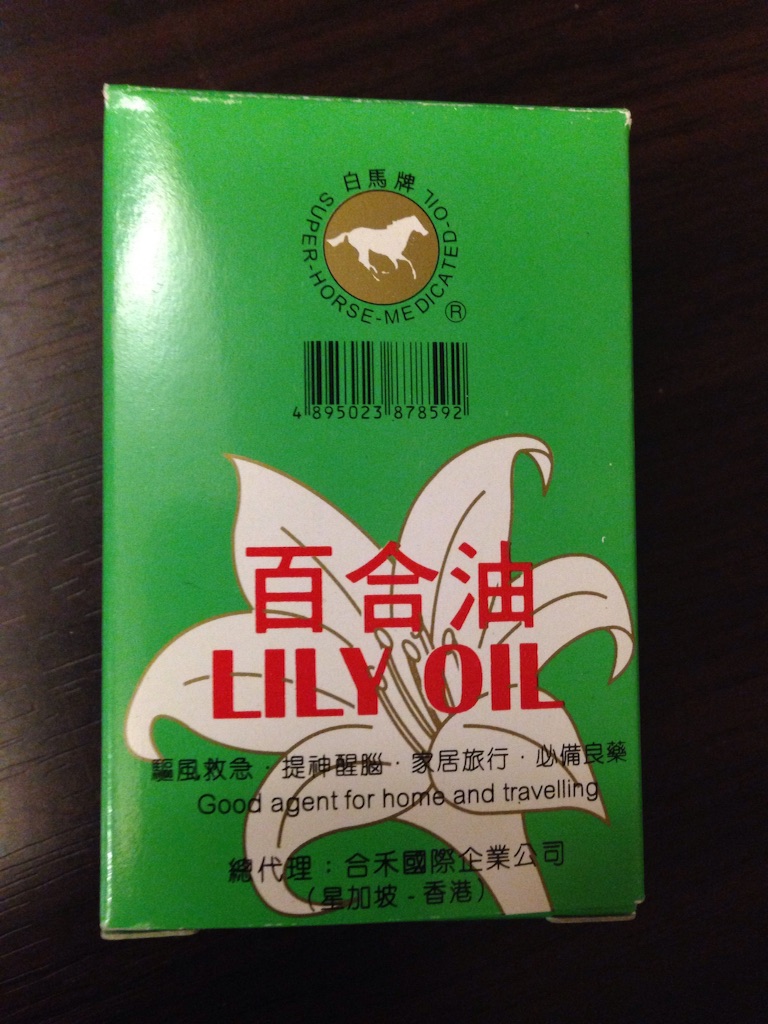 白馬牌
SUPER-HORSE-MEDICATED-OIL
®
4 895023 878592
百合油
LILY OIL
驅風救急·提神醒腦·家居旅行·必備良藥
Good agent for home and travelling
總代理：合禾國際企業公司
（星加坡-香港）